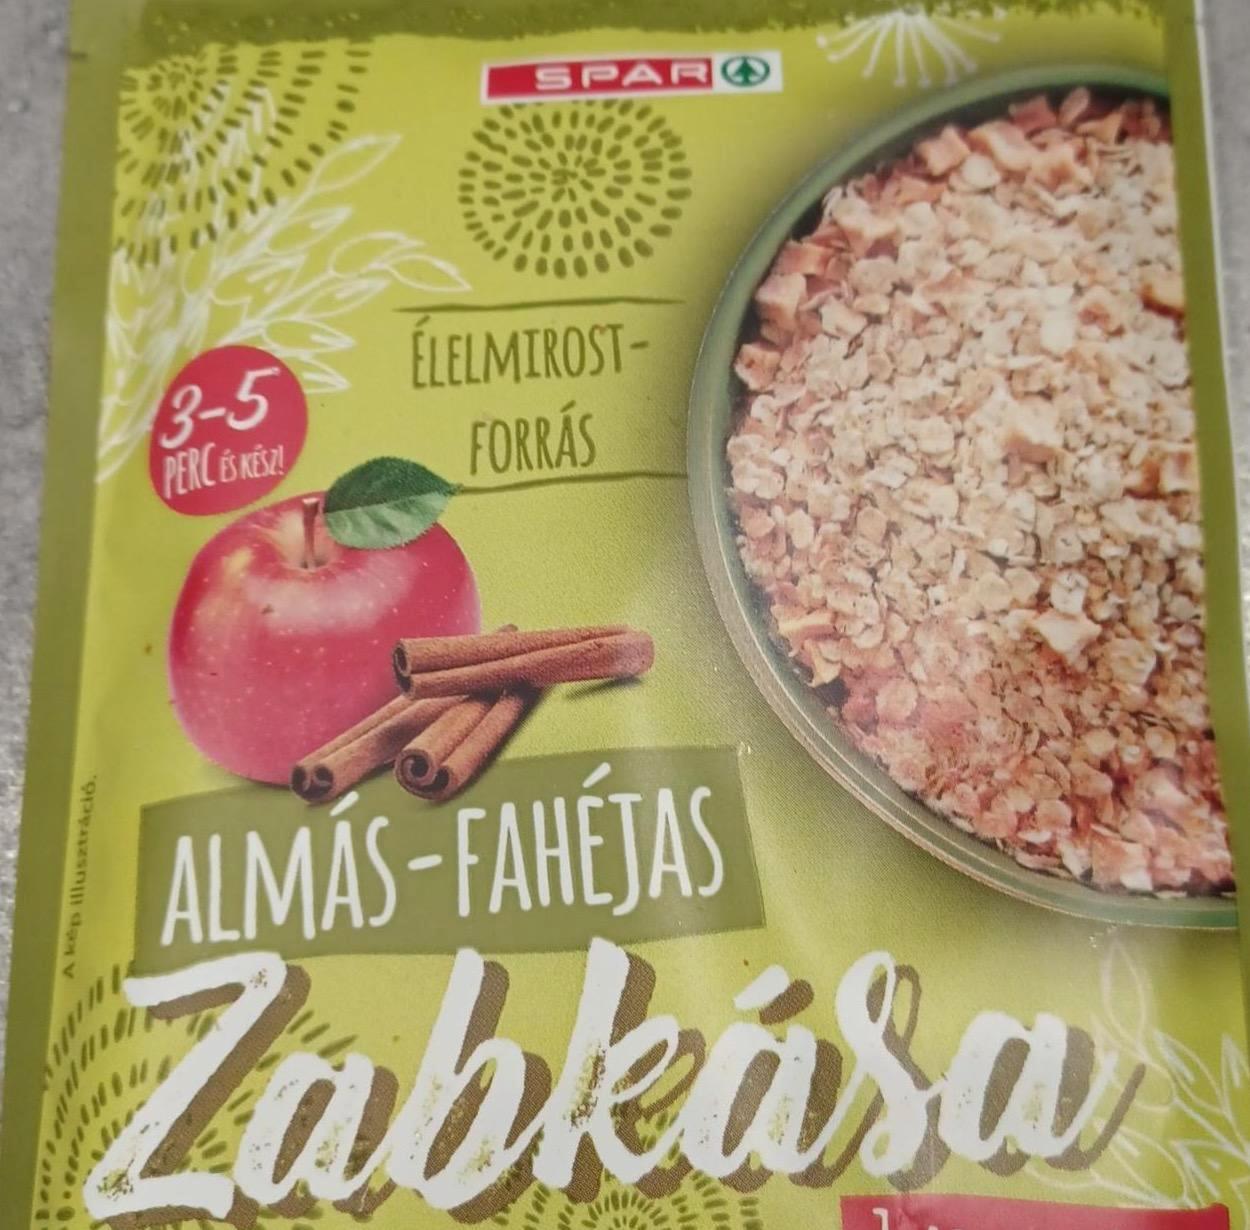 SPAR
ÉLELMIROST-
FORRÁS
3-5
PERC ÉS KÉSZ!
ALMÁS-FAHÉJAS
Zabkása
A kép illusztráció.